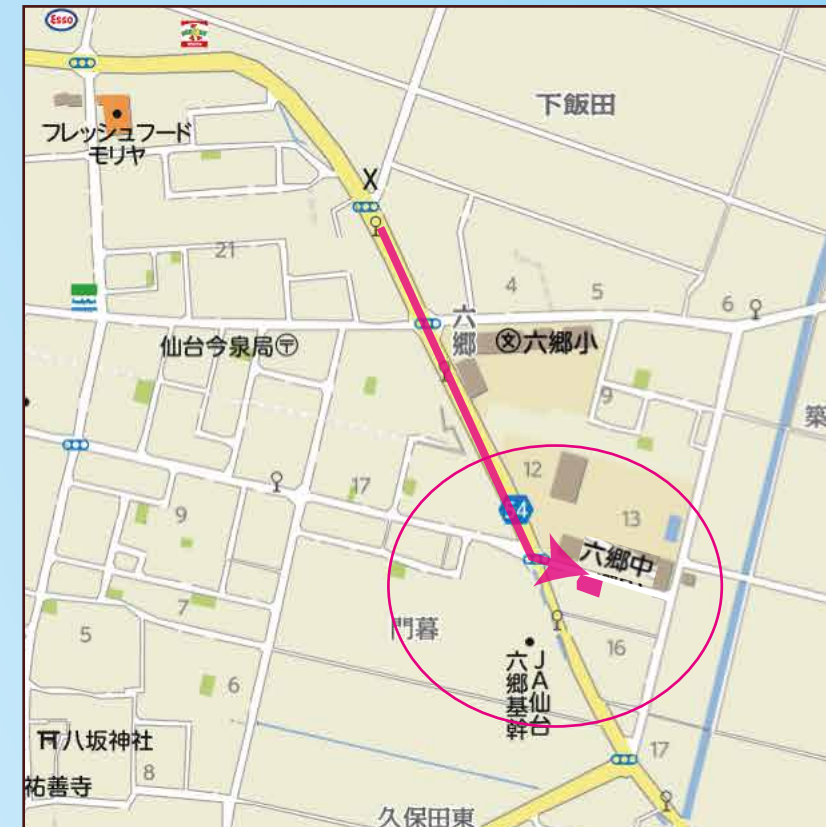 Esso
下飯田
フレッシュフード
モリヤ
X
21
4
5
6
FamilyMart
六郷
仙台今泉局〒
文六郷小
9
築
12
17
54
13
9
六郷中
7
門暮
16
5
JA仙台
六郷基幹
6
17
八坂神社
8
祐善寺
久保田東